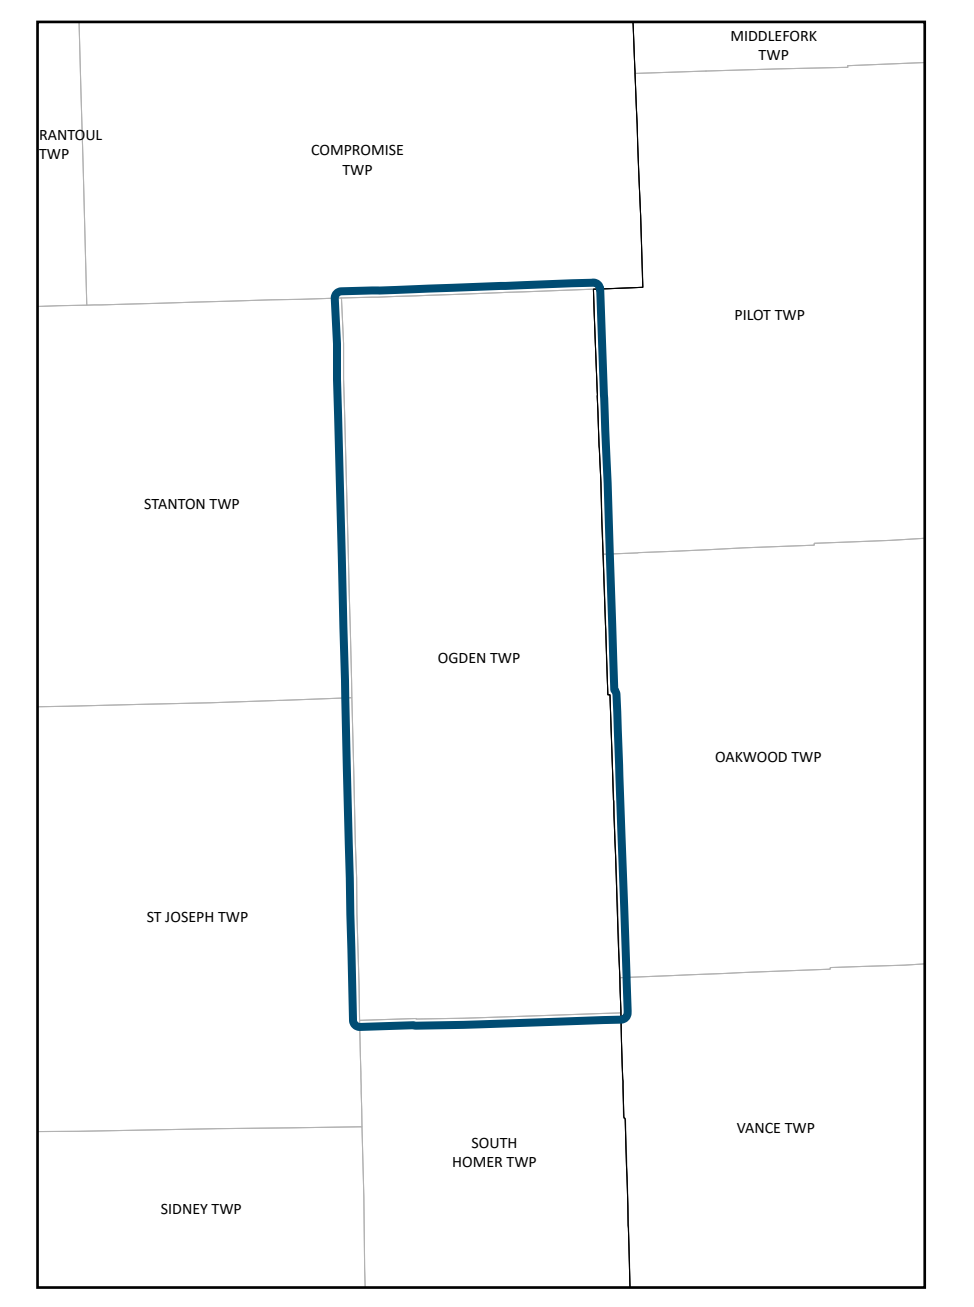 MIDDLEFORK
TWP
RANTOUL
TWP
COMPROMISE
TWP
PILOT TWP
STANTON TWP
OGDEN TWP
OAKWOOD TWP
ST JOSEPH TWP
VANCE TWP
SOUTH
HOMER TWP
SIDNEY TWP